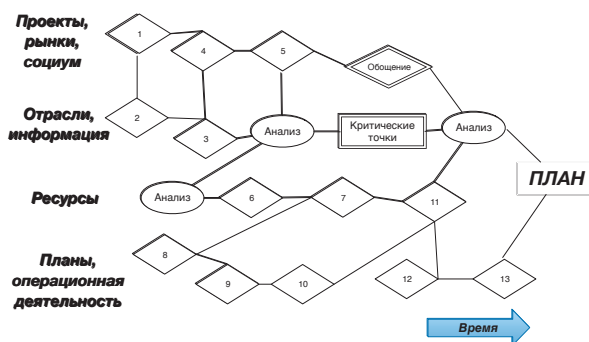 Проекты,
рынки,
социум
1
4
5
Обощение
Отрасли,
информация
2
3
Анализ
Критические
точки
Анализ
ПЛАН
Ресурсы
Анализ
6
7
11
Планы,
операционная
деятельность
8
9
10
12
13
Время